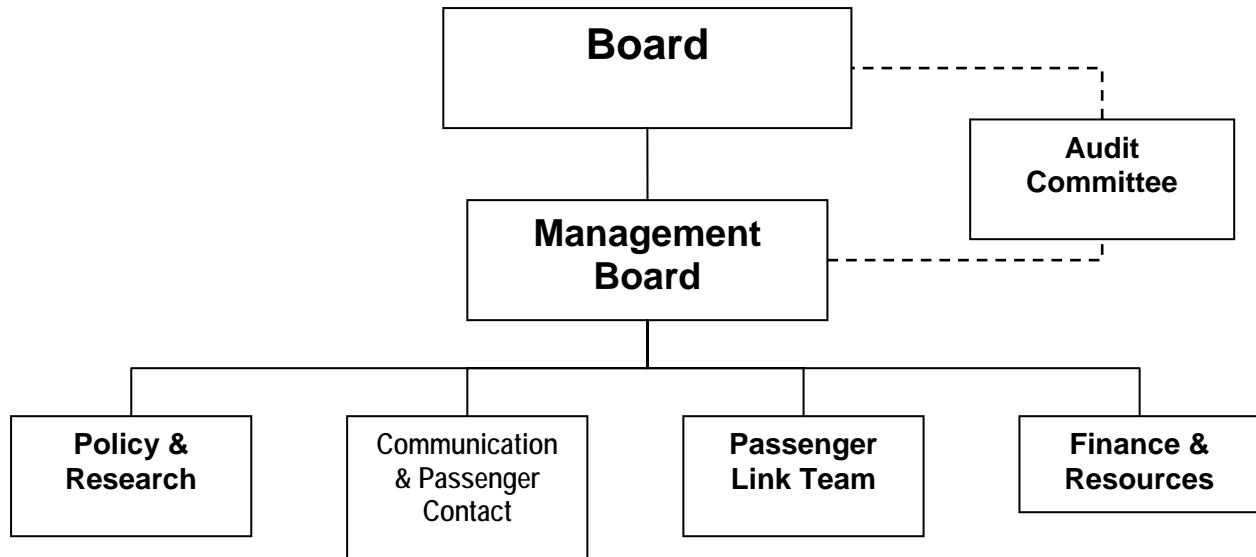 Board
Audit
Committee
Management
Board
Policy &
Research
Communication
& Passenger
Contact
Passenger
Link Team
Finance &
Resources